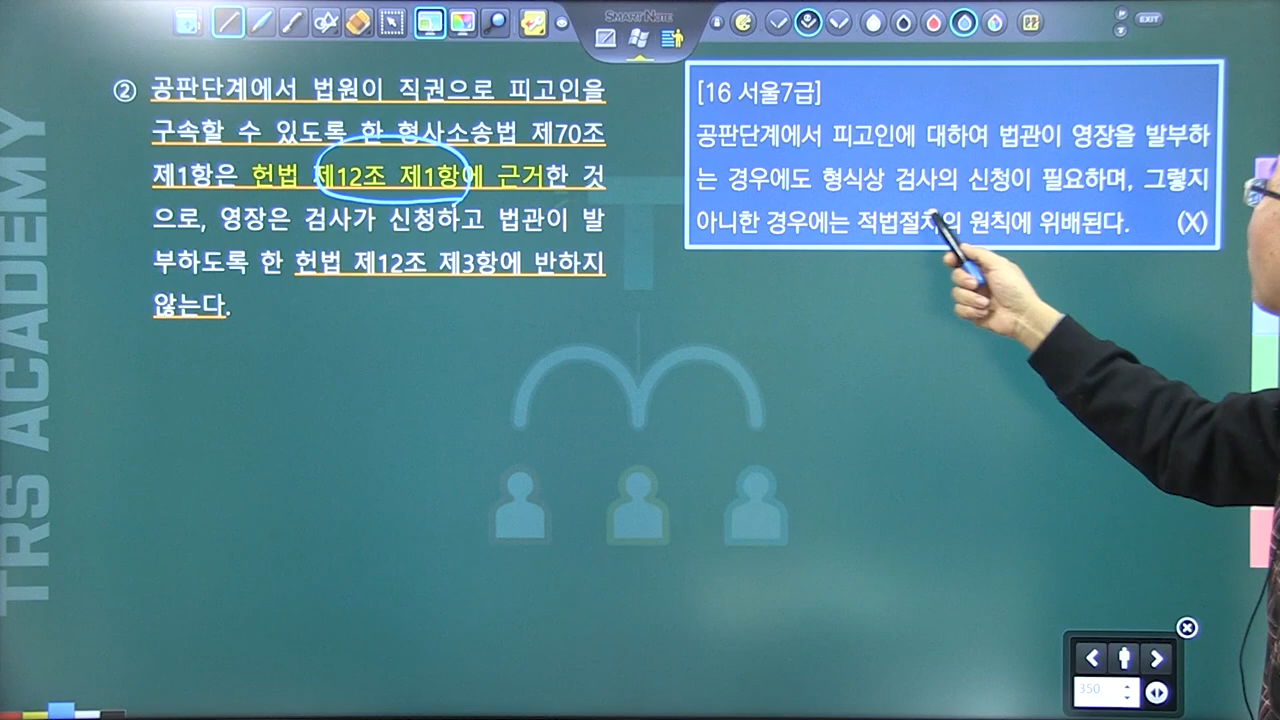 SMART NOTE
EXIT
② 공판단계에서 법원이 직권으로 피고인을
구속할 수 있도록 한 형사소송법 제70조
제1항은 헌법 제12조 제1항에 근거한 것
으로, 영장은 검사가 신청하고 법관이 발
부하도록 한 헌법 제12조 제3항에 반하지
않는다.
[16 서울7급]
공판단계에서 피고인에 대하여 법관이 영장을 발부하
는 경우에도 형식상 검사의 신청이 필요하며, 그렇지
아니한 경우에는 적법절차의 원칙에 위배된다. (X)
TRS ACADEMY
350